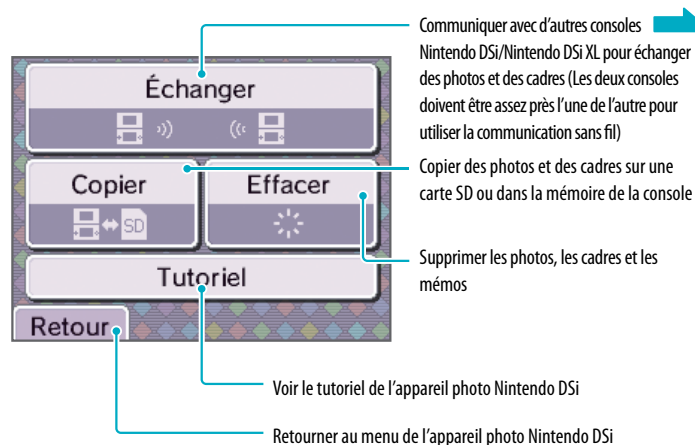 Échanger
Copier
Effacer
SD
Tutoriel
Retour
Communiquer avec d'autres consoles
Nintendo DSi/Nintendo DSi XL pour échanger
des photos et des cadres (Les deux consoles
doivent être assez près l'une de l'autre pour
utiliser la communication sans fil)
Copier des photos et des cadres sur une
carte SD ou dans la mémoire de la console
Supprimer les photos, les cadres et les
mémos
Voir le tutoriel de l'appareil photo Nintendo DSi
Retourner au menu de l'appareil photo Nintendo DSi